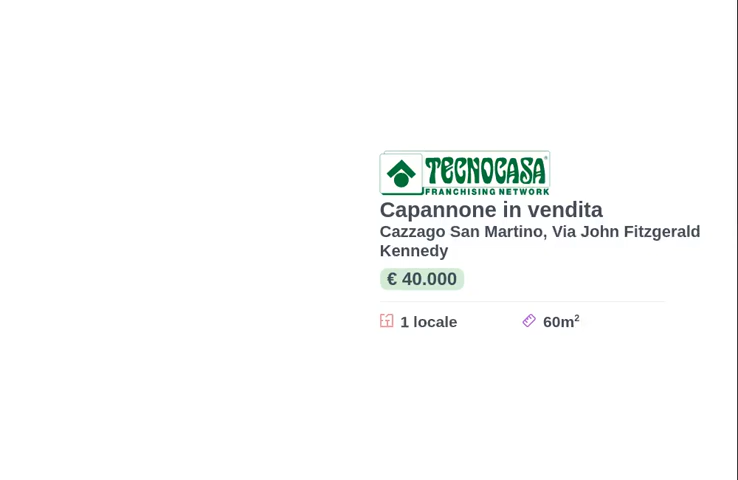 TECNOCASA
FRANCHISING NETWORK
Capannone in vendita
Cazzago San Martino, Via John Fitzgerald
Kennedy
€ 40.000
1 locale 60m²